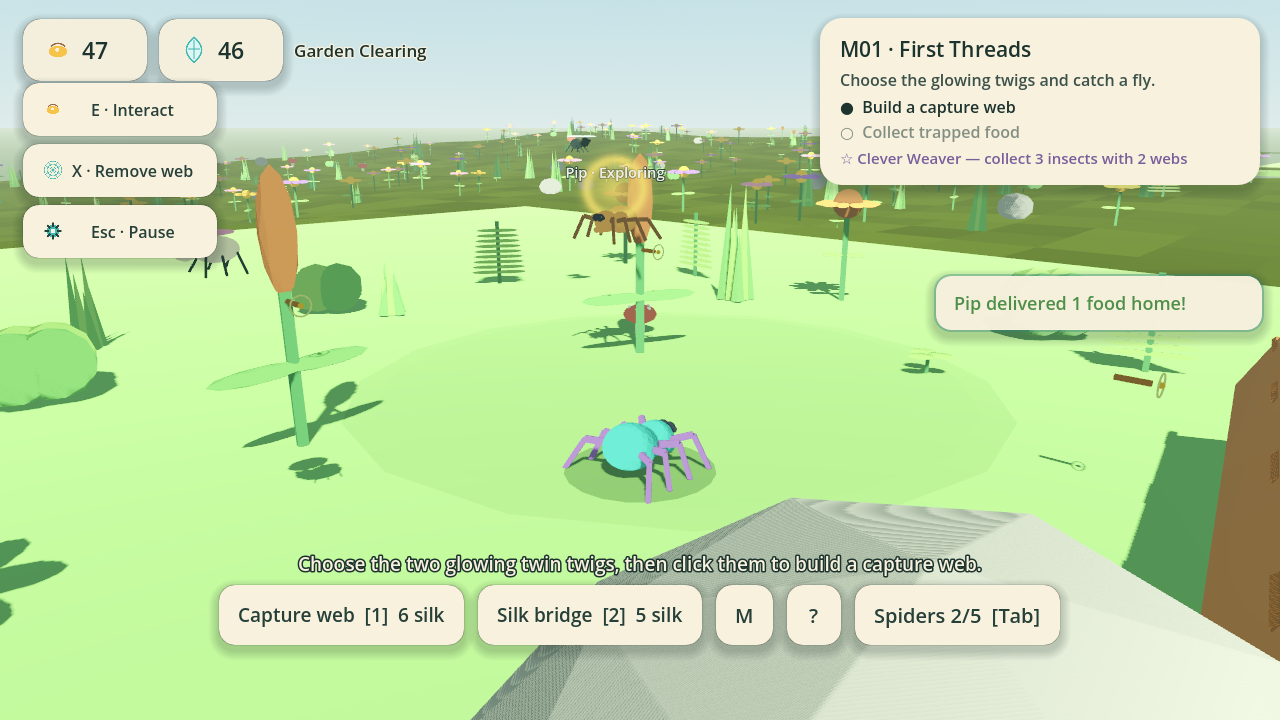 47
46
Garden Clearing
E · Interact
X · Remove web
Esc · Pause
M01 · First Threads
Choose the glowing twigs and catch a fly.
Build a capture web
Collect trapped food
☆ Clever Weaver — collect 3 insects with 2 webs
Pip · Exploring
Pip delivered 1 food home!
Choose the two glowing twin twigs, then click them to build a capture web.
Capture web [1] 6 silk
Silk bridge [2] 5 silk
M
?
Spiders 2/5 [Tab]